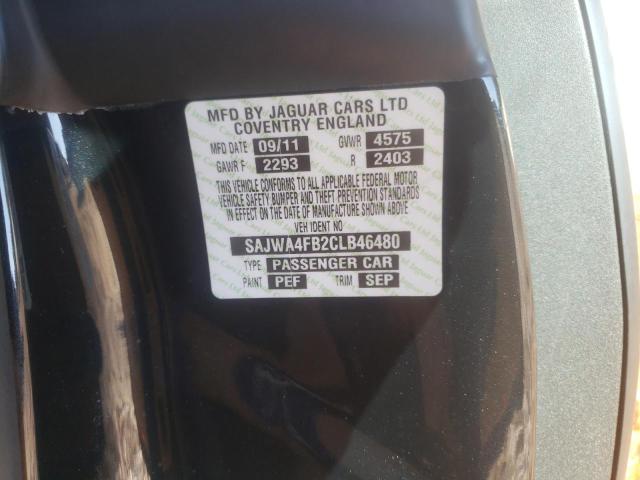 MFD BY JAGUAR CARS LTD
COVENTRY ENGLAND
MFD DATE 09/11 GVWR 4575
GAWR F 2293 R 2403
THIS VEHICLE CONFORMS TO ALL APPLICABLE FEDERAL MOTOR
VEHICLE SAFETY BUMPER AND THEFT PREVENTION STANDARDS
IN EFFECT ON THE DATE OF MANUFACTURE SHOWN ABOVE
VEH IDENT NO
SAJWA4FB2CLB46480
TYPE PASSENGER CAR
PAINT PEF TRIM SEP